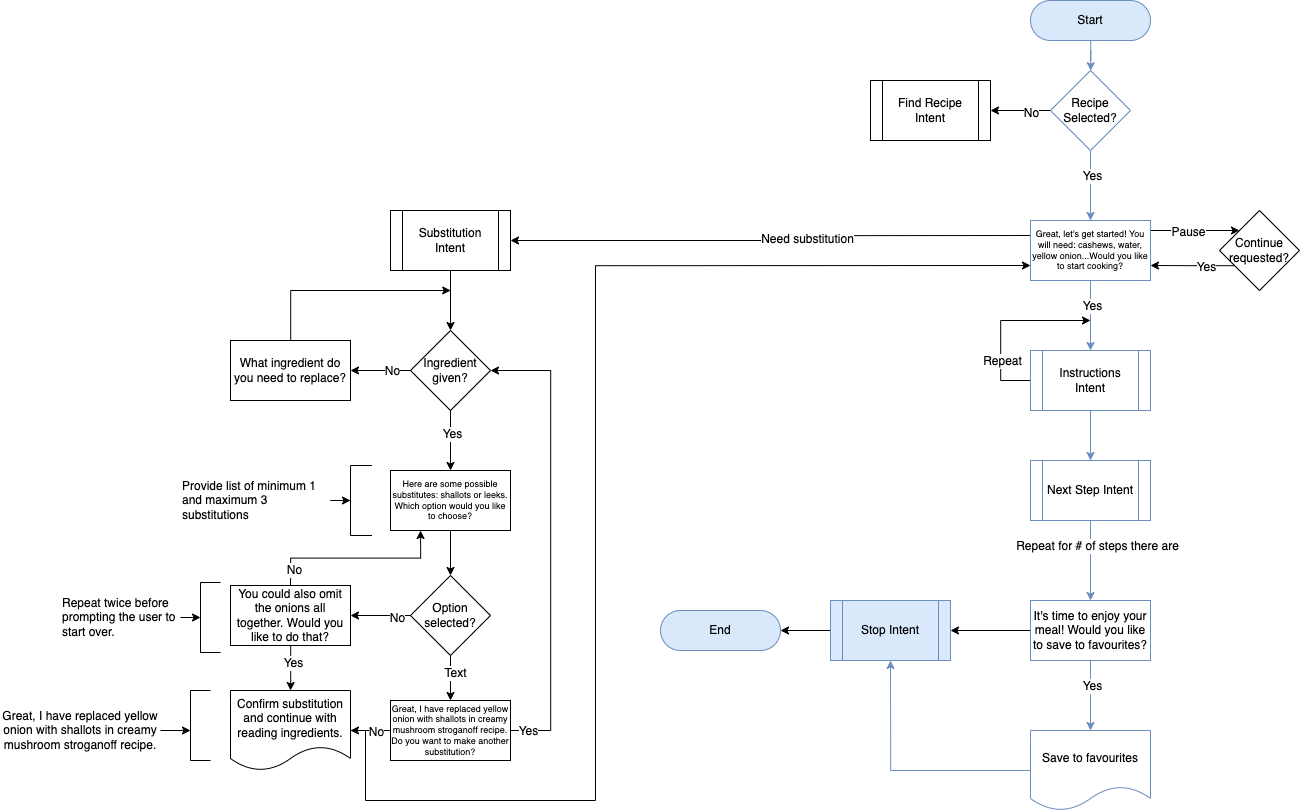 Start
Recipe
Selected?
No
Find Recipe
Intent
Yes
Great, let's get started! You
will need: cashews, water,
yellow onion...Would you like
to start cooking?
Pause
Continue
requested?
Yes
Need substitution
Substitution
Intent
Yes
Repeat
Instructions
Intent
What ingredient do
you need to replace?
No
Ingredient
given?
Yes
Provide list of minimum 1
and maximum 3
substitutions
Here are some possible
substitutes: shallots or leeks.
Which option would you like
to choose?
Next Step Intent
Repeat for # of steps there are
No
Repeat twice before
prompting the user to
start over.
You could also omit
the onions all
together. Would you
like to do that?
No
Option
selected?
End
Stop Intent
It's time to enjoy your
meal! Would you like
to save to favourites?
Yes
Text
Yes
Great, I have replaced yellow
onion with shallots in creamy
mushroom stroganoff recipe.
Confirm substitution
and continue with
reading ingredients.
No
Great, I have replaced yellow
onion with shallots in creamy
mushroom stroganoff recipe.
Do you want to make another
substitution?
Yes
Save to favourites